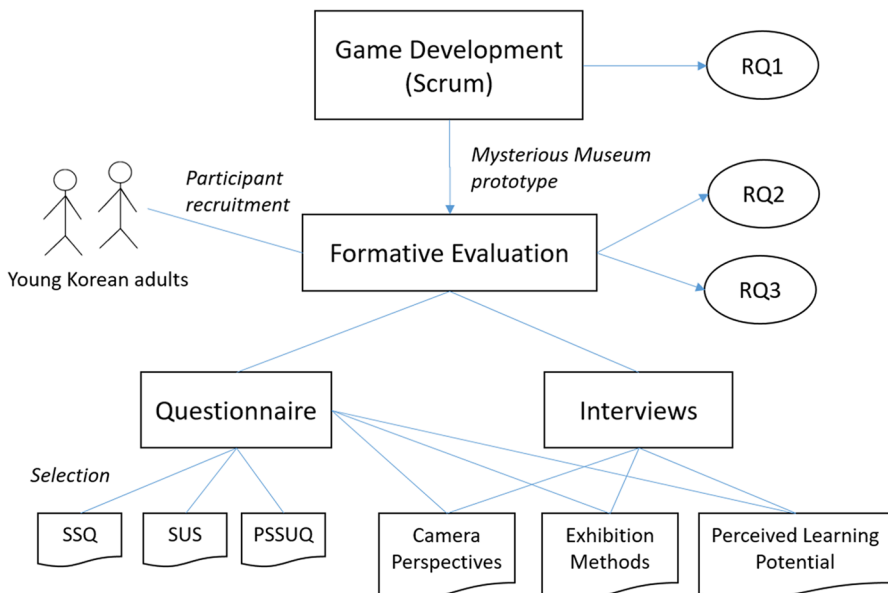 Game Development
(Scrum)
RQ1
Mysterious Museum
prototype
Participant
recruitment
RQ2
Formative Evaluation
Young Korean adults
RQ3
Questionnaire
Interviews
Selection
SSQ
SUS
PSSUQ
Camera
Perspectives
Exhibition
Methods
Perceived Learning
Potential